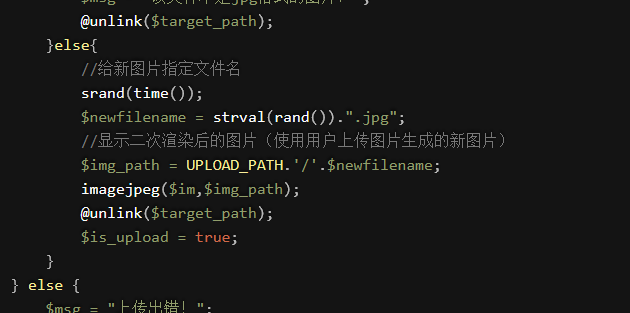 @unlink($target_path);
}else{
//给新图片指定文件名
srand(time());
$newfilename = strval(rand()).".jpg";
//显示二次渲染后的图片（使用用户上传图片生成的新图片）
$img_path = UPLOAD_PATH.'/'.$newfilename;
imagejpeg($im,$img_path);
@unlink($target_path);
$is_upload = true;
}
} else {
$msg = "上传出错！";